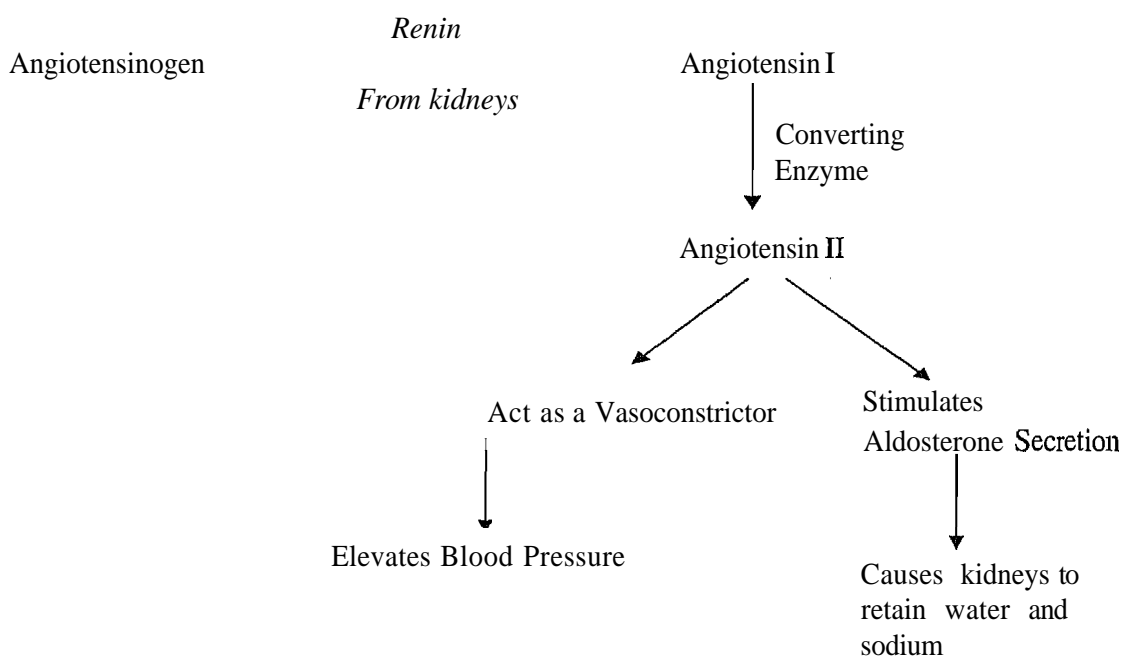 Renin
Angiotensinogen
From kidneys
Angiotensin I
Converting
Enzyme
Angiotensin II
Act as a Vasoconstrictor
Elevates Blood Pressure
Stimulates
Aldosterone Secretion
Causes kidneys to
retain water and
sodium